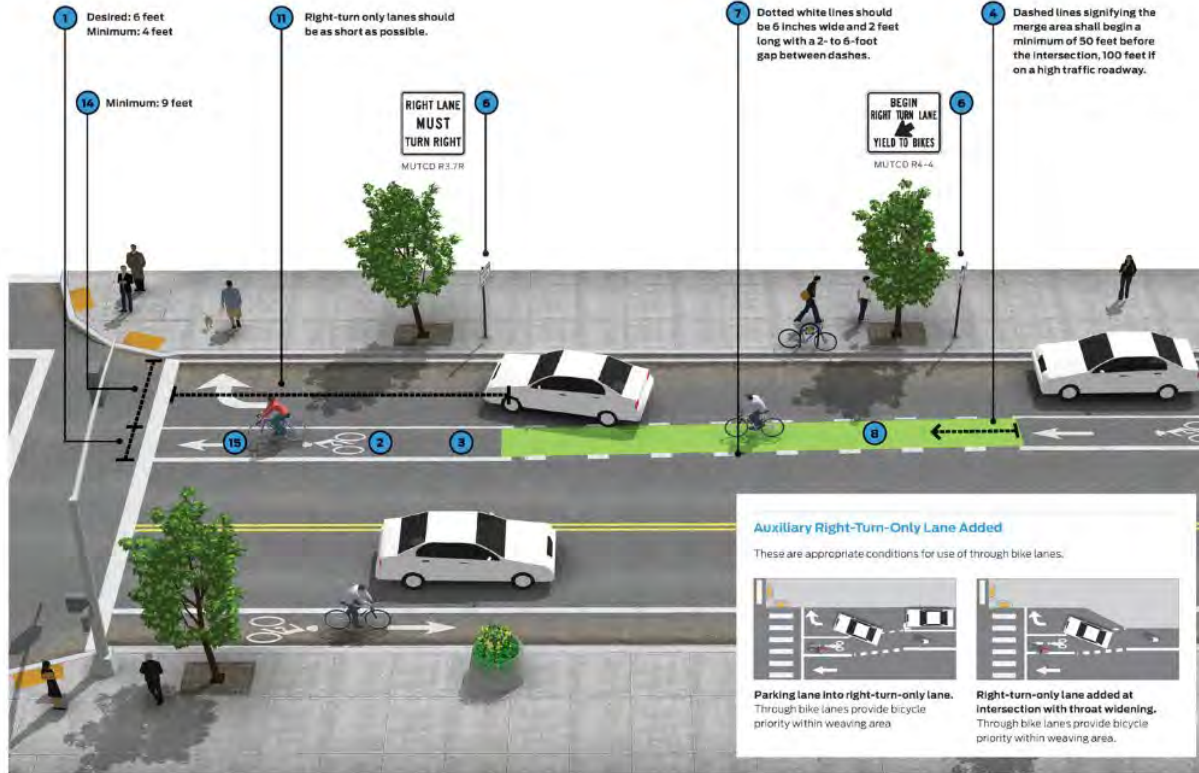 1
Desired: 6 feet
Minimum: 4 feet
11
Right-turn only lanes should
be as short as possible.
7
Dotted white lines should
be 6 inches wide and 2 feet
long with a 2- to 6-foot
gap between dashes.
4
Dashed lines signifying the
merge area shall begin a
minimum of 50 feet before
the intersection, 100 feet if
on a high traffic roadway.
14
Minimum: 9 feet
RIGHT LANE
MUST
TURN RIGHT
MUTCD R3.7R
6
BEGIN
RIGHT TURN LANE
YIELD TO BIKES
MUTCD R4-4
6
15
2
3
8
Auxiliary Right-Turn-Only Lane Added
These are appropriate conditions for use of through bike lanes.
Parking lane into right-turn-only lane.
Through bike lanes provide bicycle
priority within weaving area
Right-turn-only lane added at
intersection with throat widening.
Through bike lanes provide bicycle
priority within weaving area.